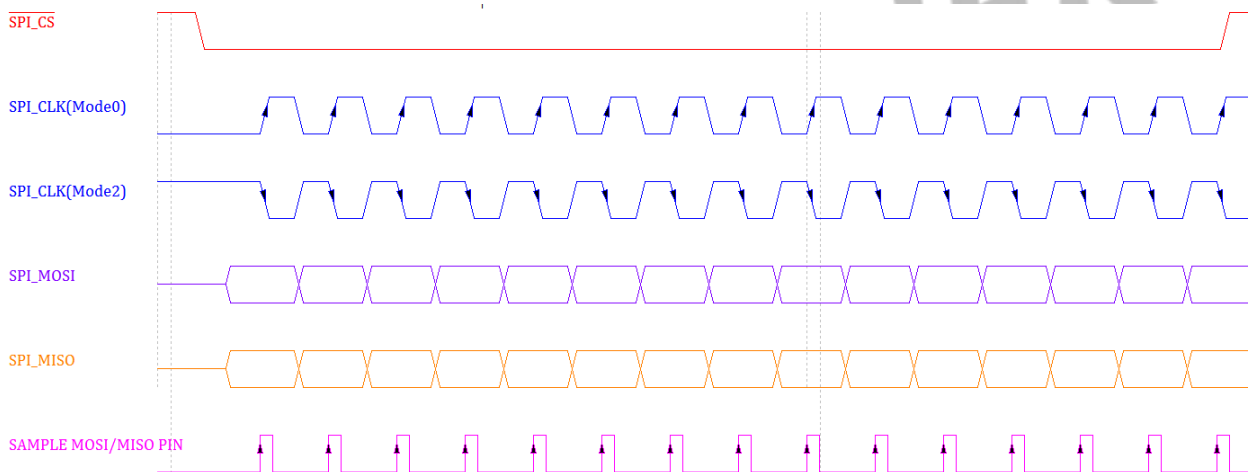 SPI_CS
SPI_CLK(Mode0)
SPI_CLK(Mode2)
SPI_MOSI
SPI_MISO
SAMPLE MOSI/MISO PIN